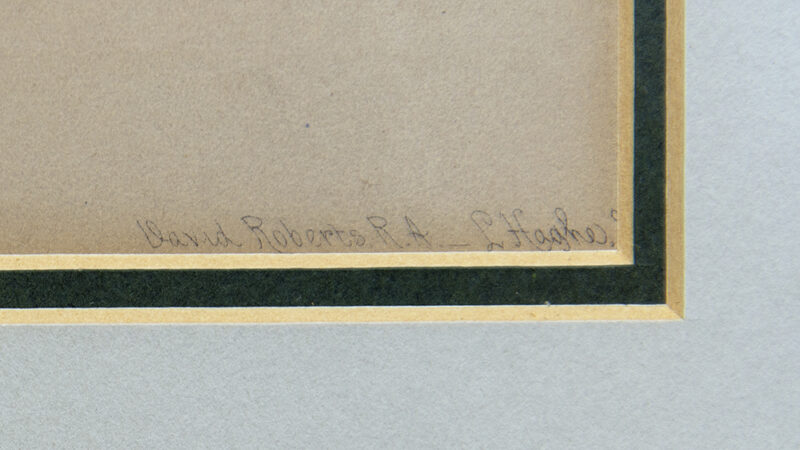 David Roberts R.A. — L Haghe.